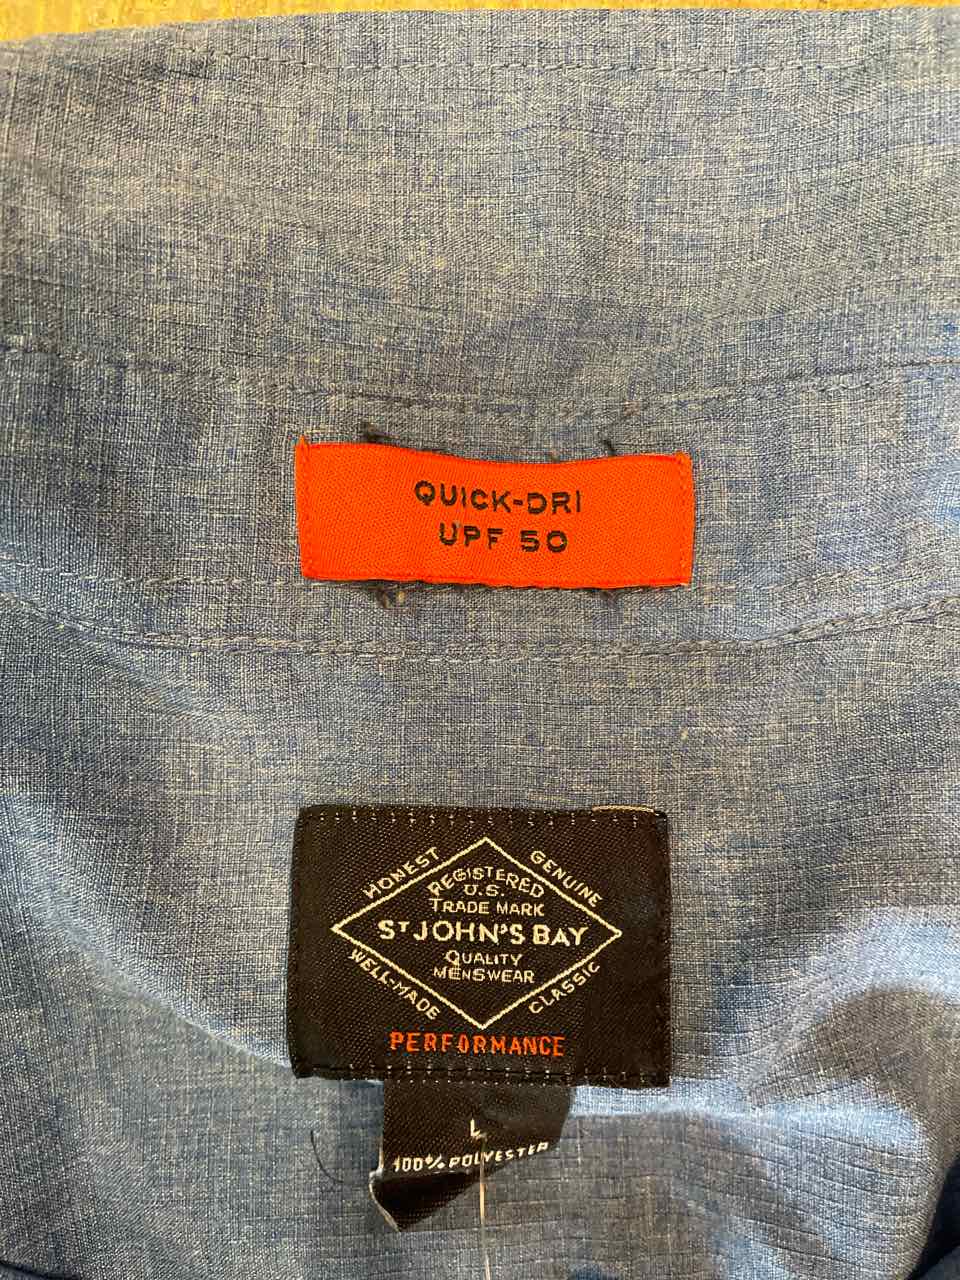 QUICK-DRI
UPF 50
HONEST
GENUINE
REGISTERED
U.S.
TRADE MARK
ST JOHN'S BAY
QUALITY
MENSWEAR
WELL-MADE
CLASSIC
PERFORMANCE
L
100% POLYESTER